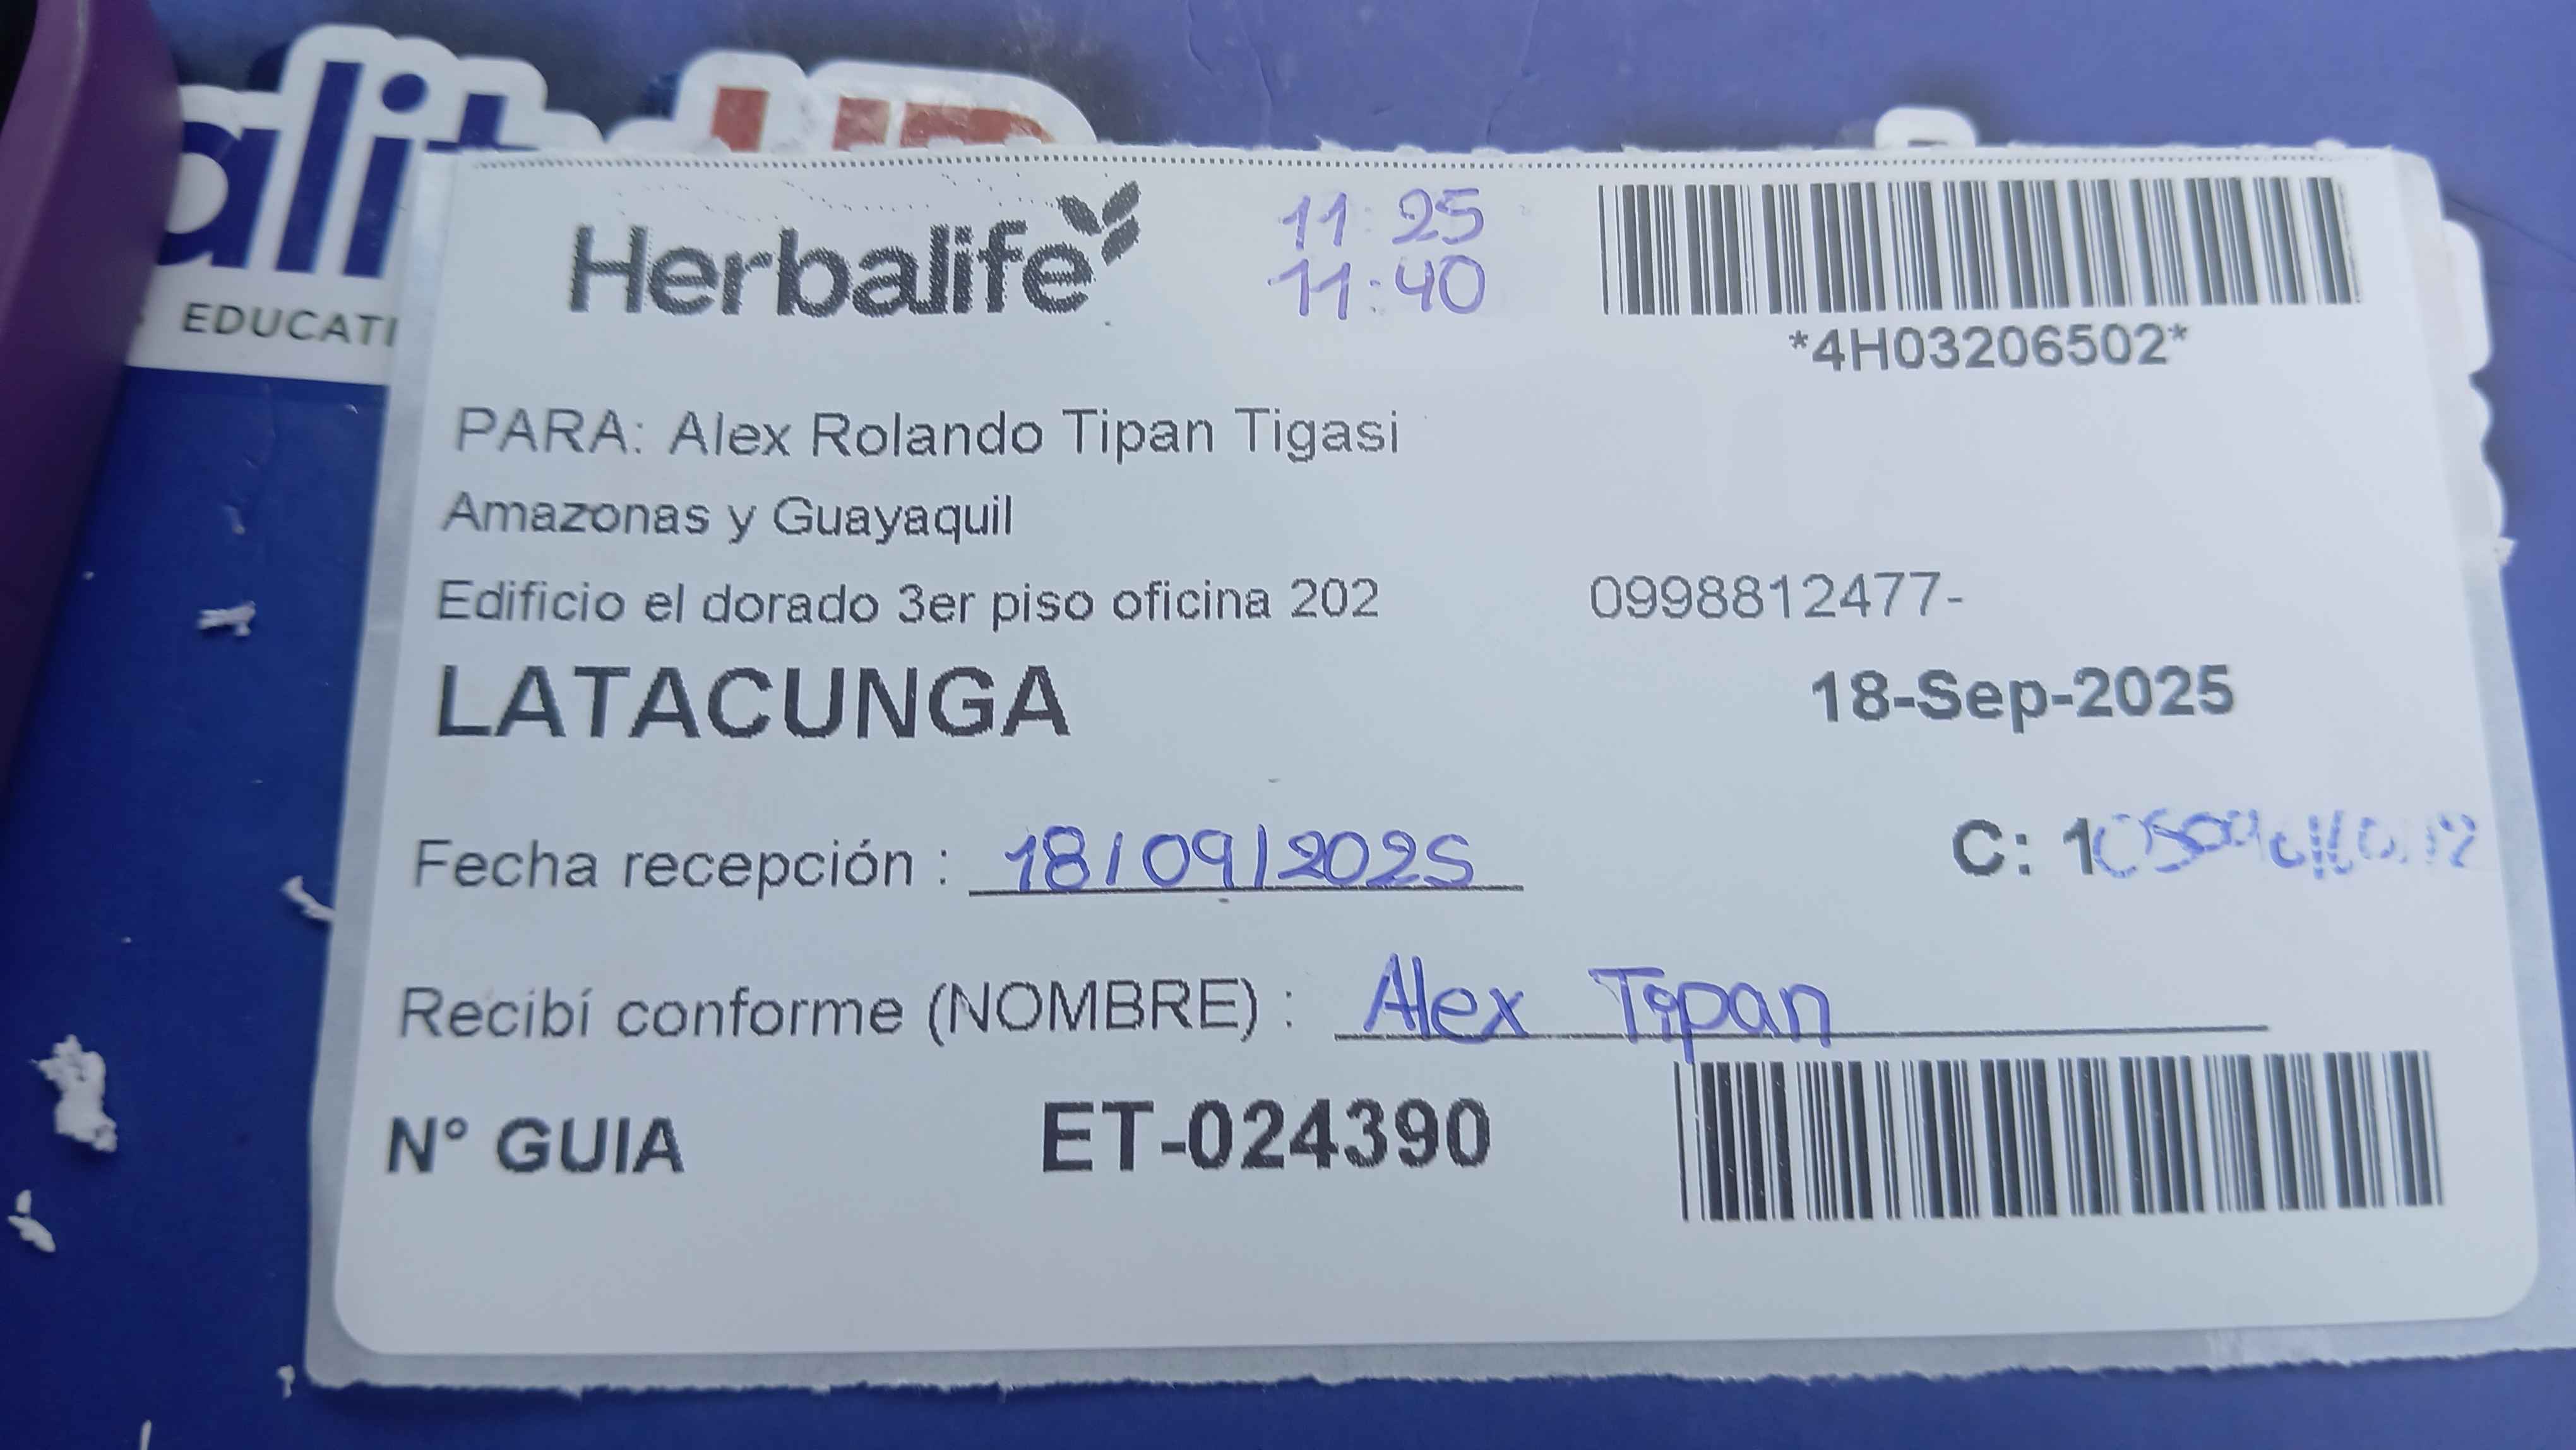 EDUCATI
Herbalife
11:25
11:40
*4H03206502*
PARA: Alex Rolando Tipan Tigasi
Amazonas y Guayaquil
Edificio el dorado 3er piso oficina 202 0998812477-
LATACUNGA 18-Sep-2025
C: 1
Fecha recepción : 18/09/2025
Recibí conforme (NOMBRE) : Alex Tipan
N° GUIA ET-024390